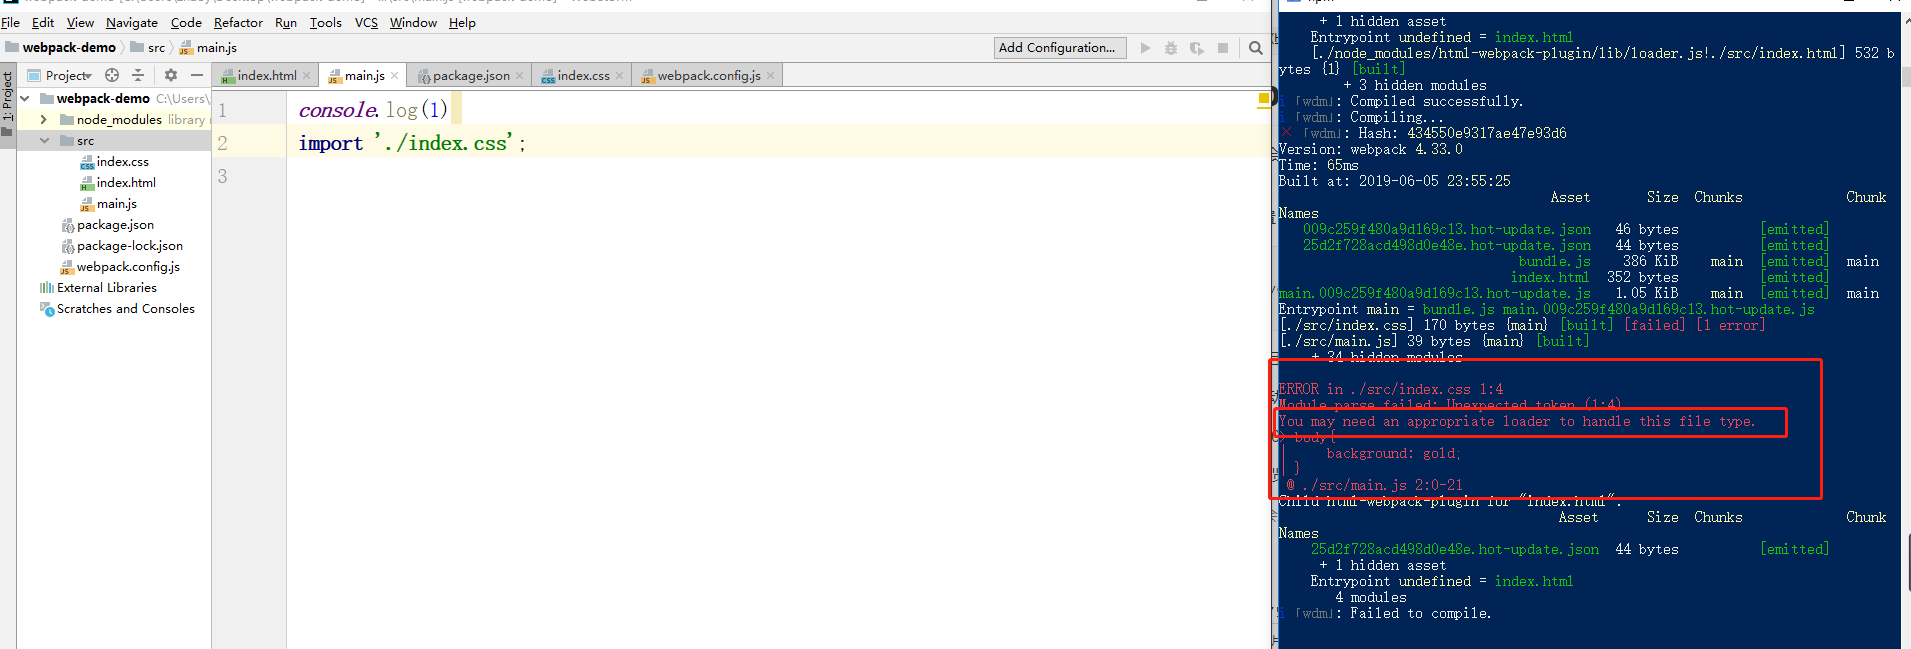 File Edit View Navigate Code Refactor Run Tools VCS Window Help
webpack-demo src main.js
Add Configuration...
1: Project
Project
webpack-demo C:\Users\
node_modules library
src
index.css
index.html
main.js
package.json
package-lock.json
webpack.config.js
External Libraries
Scratches and Consoles
index.html main.js package.json index.css webpack.config.js
1 console.log(1)
2 import './index.css';
3
+ 1 hidden asset
Entrypoint undefined = index.html
[./node_modules/html-webpack-plugin/lib/loader.js!./src/index.html] 532 b
ytes {1} [built]
+ 3 hidden modules
i 「wdm」: Compiled successfully.
i 「wdm」: Compiling...
× 「wdm」: Hash: 434550e9317ae47e93d6
Version: webpack 4.33.0
Time: 65ms
Built at: 2019-06-05 23:55:25
Asset Size Chunks Chunk
Names
009c259f480a9d169c13.hot-update.json 46 bytes [emitted]
25d2f728acd498d0e48e.hot-update.json 44 bytes [emitted]
bundle.js 386 KiB main [emitted] main
index.html 352 bytes [emitted]
main.009c259f480a9d169c13.hot-update.js 1.05 KiB main [emitted] main
Entrypoint main = bundle.js main.009c259f480a9d169c13.hot-update.js
[./src/index.css] 170 bytes {main} [built] [failed] [1 error]
[./src/main.js] 39 bytes {main} [built]
+ 34 hidden modules
ERROR in ./src/index.css 1:4
Module parse failed: Unexpected token (1:4)
You may need an appropriate loader to handle this file type.
> body{
| background: gold;
| }
@ ./src/main.js 2:0-21
Child html-webpack-plugin for "index.html":
Asset Size Chunks Chunk
Names
25d2f728acd498d0e48e.hot-update.json 44 bytes [emitted]
+ 1 hidden asset
Entrypoint undefined = index.html
4 modules
i 「wdm」: Failed to compile.